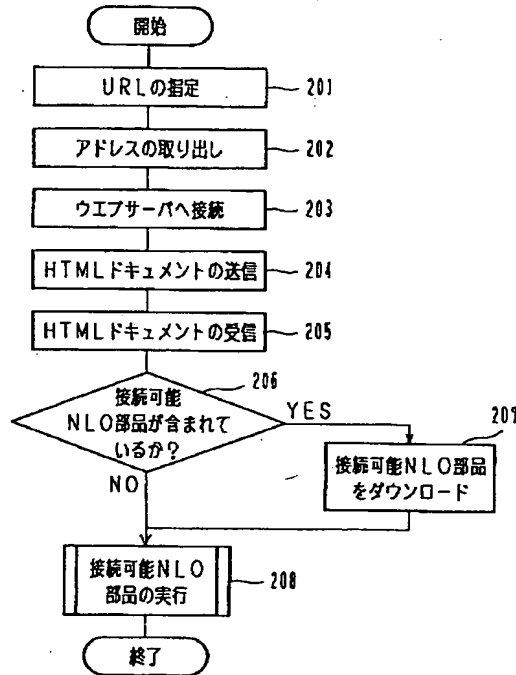 開始
URLの指定
201
アドレスの取り出し
202
ウエブサーバへ接続
203
HTMLドキュメントの送信
204
HTMLドキュメントの受信
205
206
接続可能
NLO部品が含まれて
いるか?
YES
NO
207
接続可能NLO部品
をダウンロード
接続可能NLO
部品の実行
208
終了